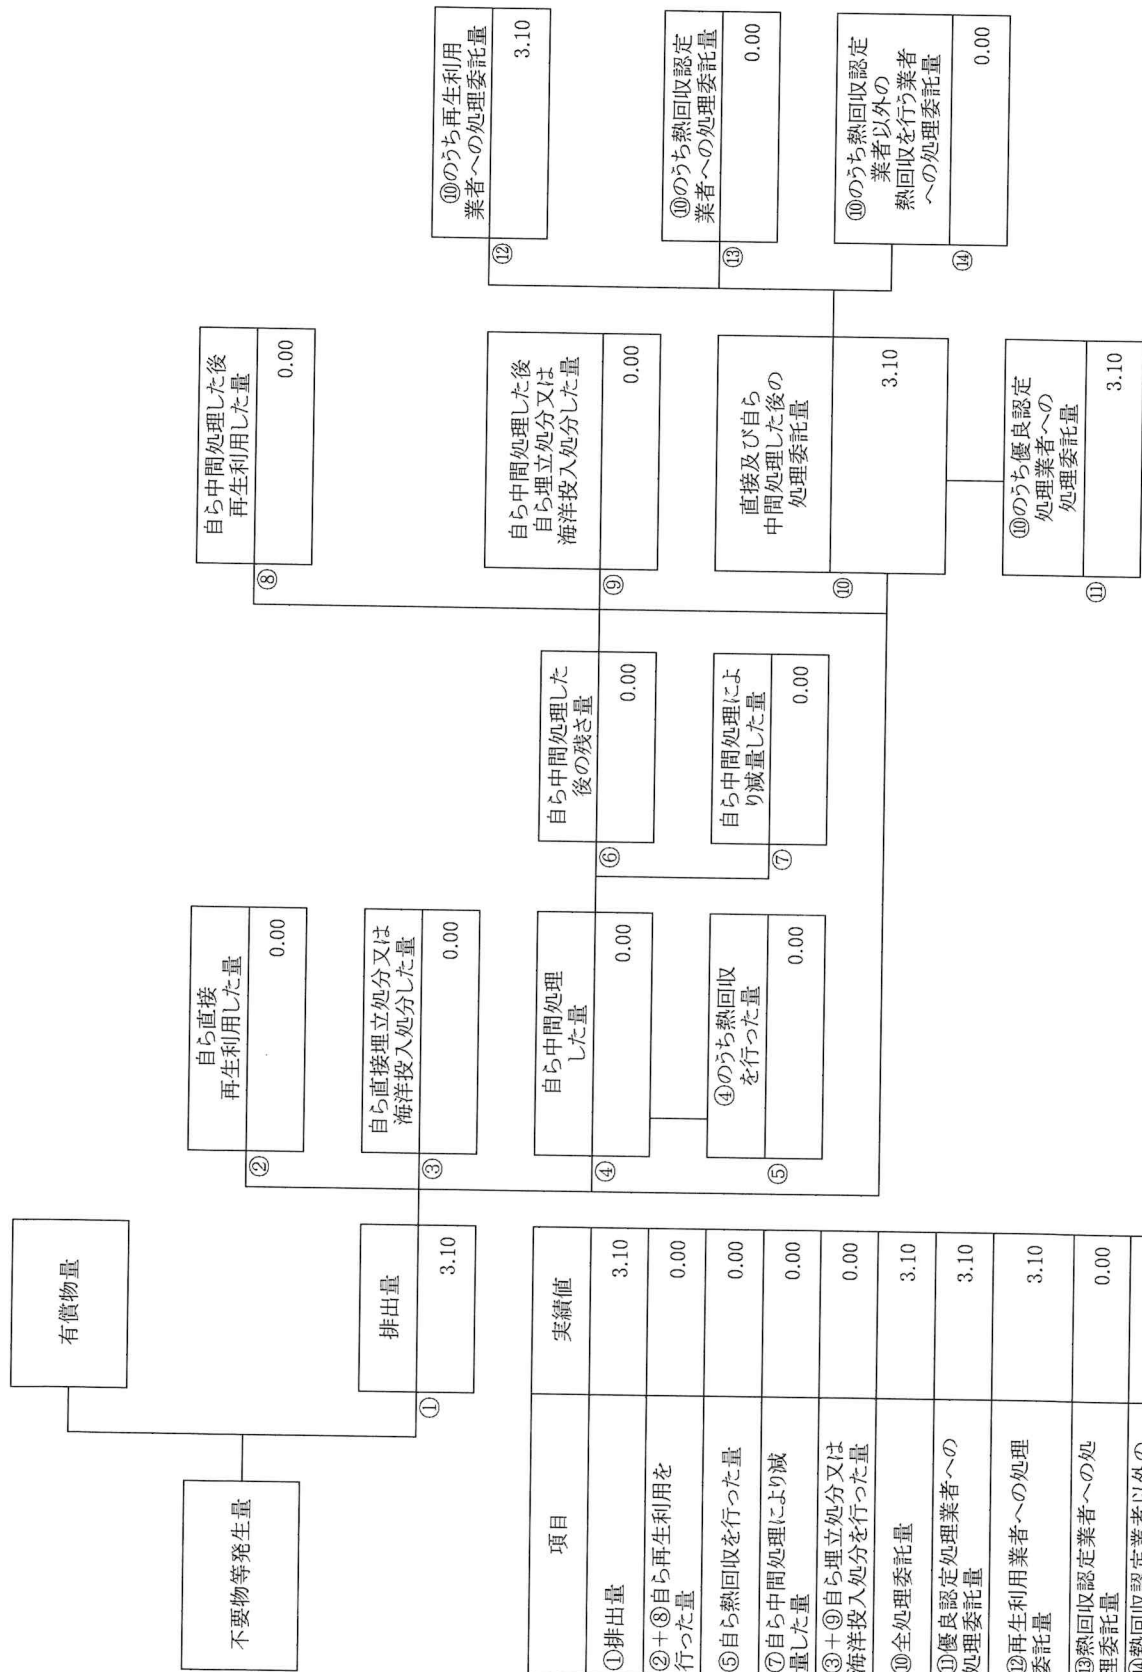 有償物量
不要物等発生量
排出量
①
3.10
自ら直接
再生利用した量
②
0.00
自ら直接埋立処分又は
海洋投入処分した量
③
0.00
自ら中間処理
した量
④
0.00
④のうち熱回収
を行った量
⑤
0.00
自ら中間処理した
後の残さ量
⑥
0.00
自ら中間処理によ
り減量した量
⑦
0.00
自ら中間処理した後
再生利用した量
⑧
0.00
自ら中間処理した後
自ら埋立処分又は
海洋投入処分した量
⑨
0.00
直接及び自ら
中間処理した後の
処理委託量
⑩
3.10
⑩のうち優良認定
処理業者への
処理委託量
⑪
3.10
⑩のうち再生利用
業者への処理委託量
⑫
3.10
⑩のうち熱回収認定
業者への処理委託量
⑬
0.00
⑩のうち熱回収認定
業者以外の
熱回収を行う業者
への処理委託量
⑭
0.00
項目 実績値
①排出量 3.10
②+⑧自ら再生利用を
行った量 0.00
⑤自ら熱回収を行った量 0.00
⑦自ら中間処理により減
量した量 0.00
③+⑨自ら埋立処分又は
海洋投入処分を行った量 0.00
⑩全処理委託量 3.10
⑪優良認定処理業者への
処理委託量 3.10
⑫再生利用業者への処理
委託量 3.10
⑬熱回収認定業者への処
理委託量 0.00